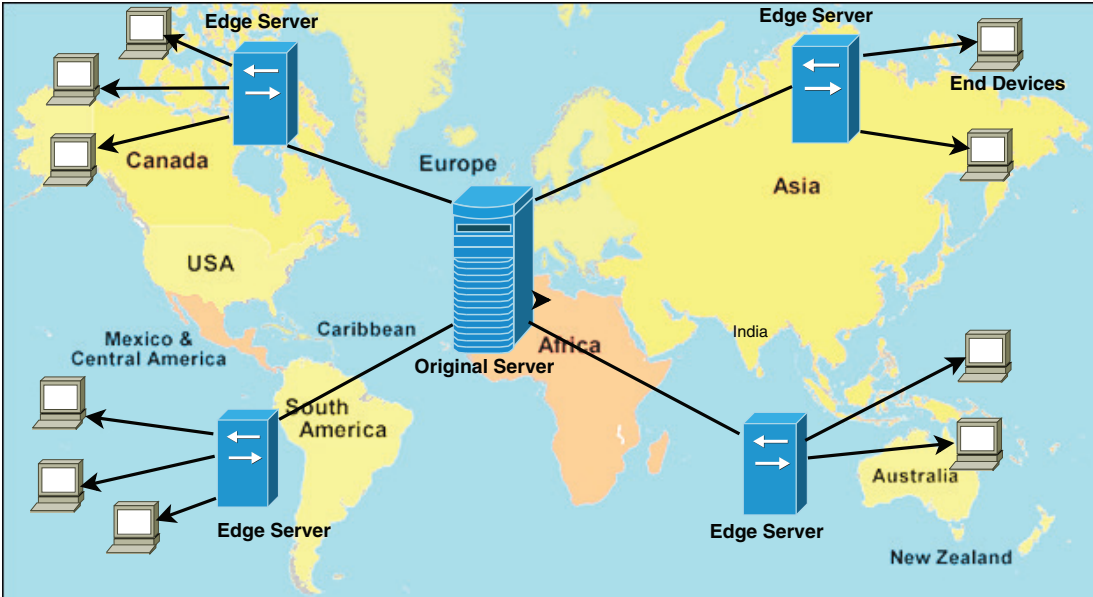 Edge Server
Edge Server
End Devices
Canada
Europe
Asia
USA
Mexico &
Central America
Caribbean
India
Africa
Original Server
South
America
Australia
Edge Server
Edge Server
New Zealand